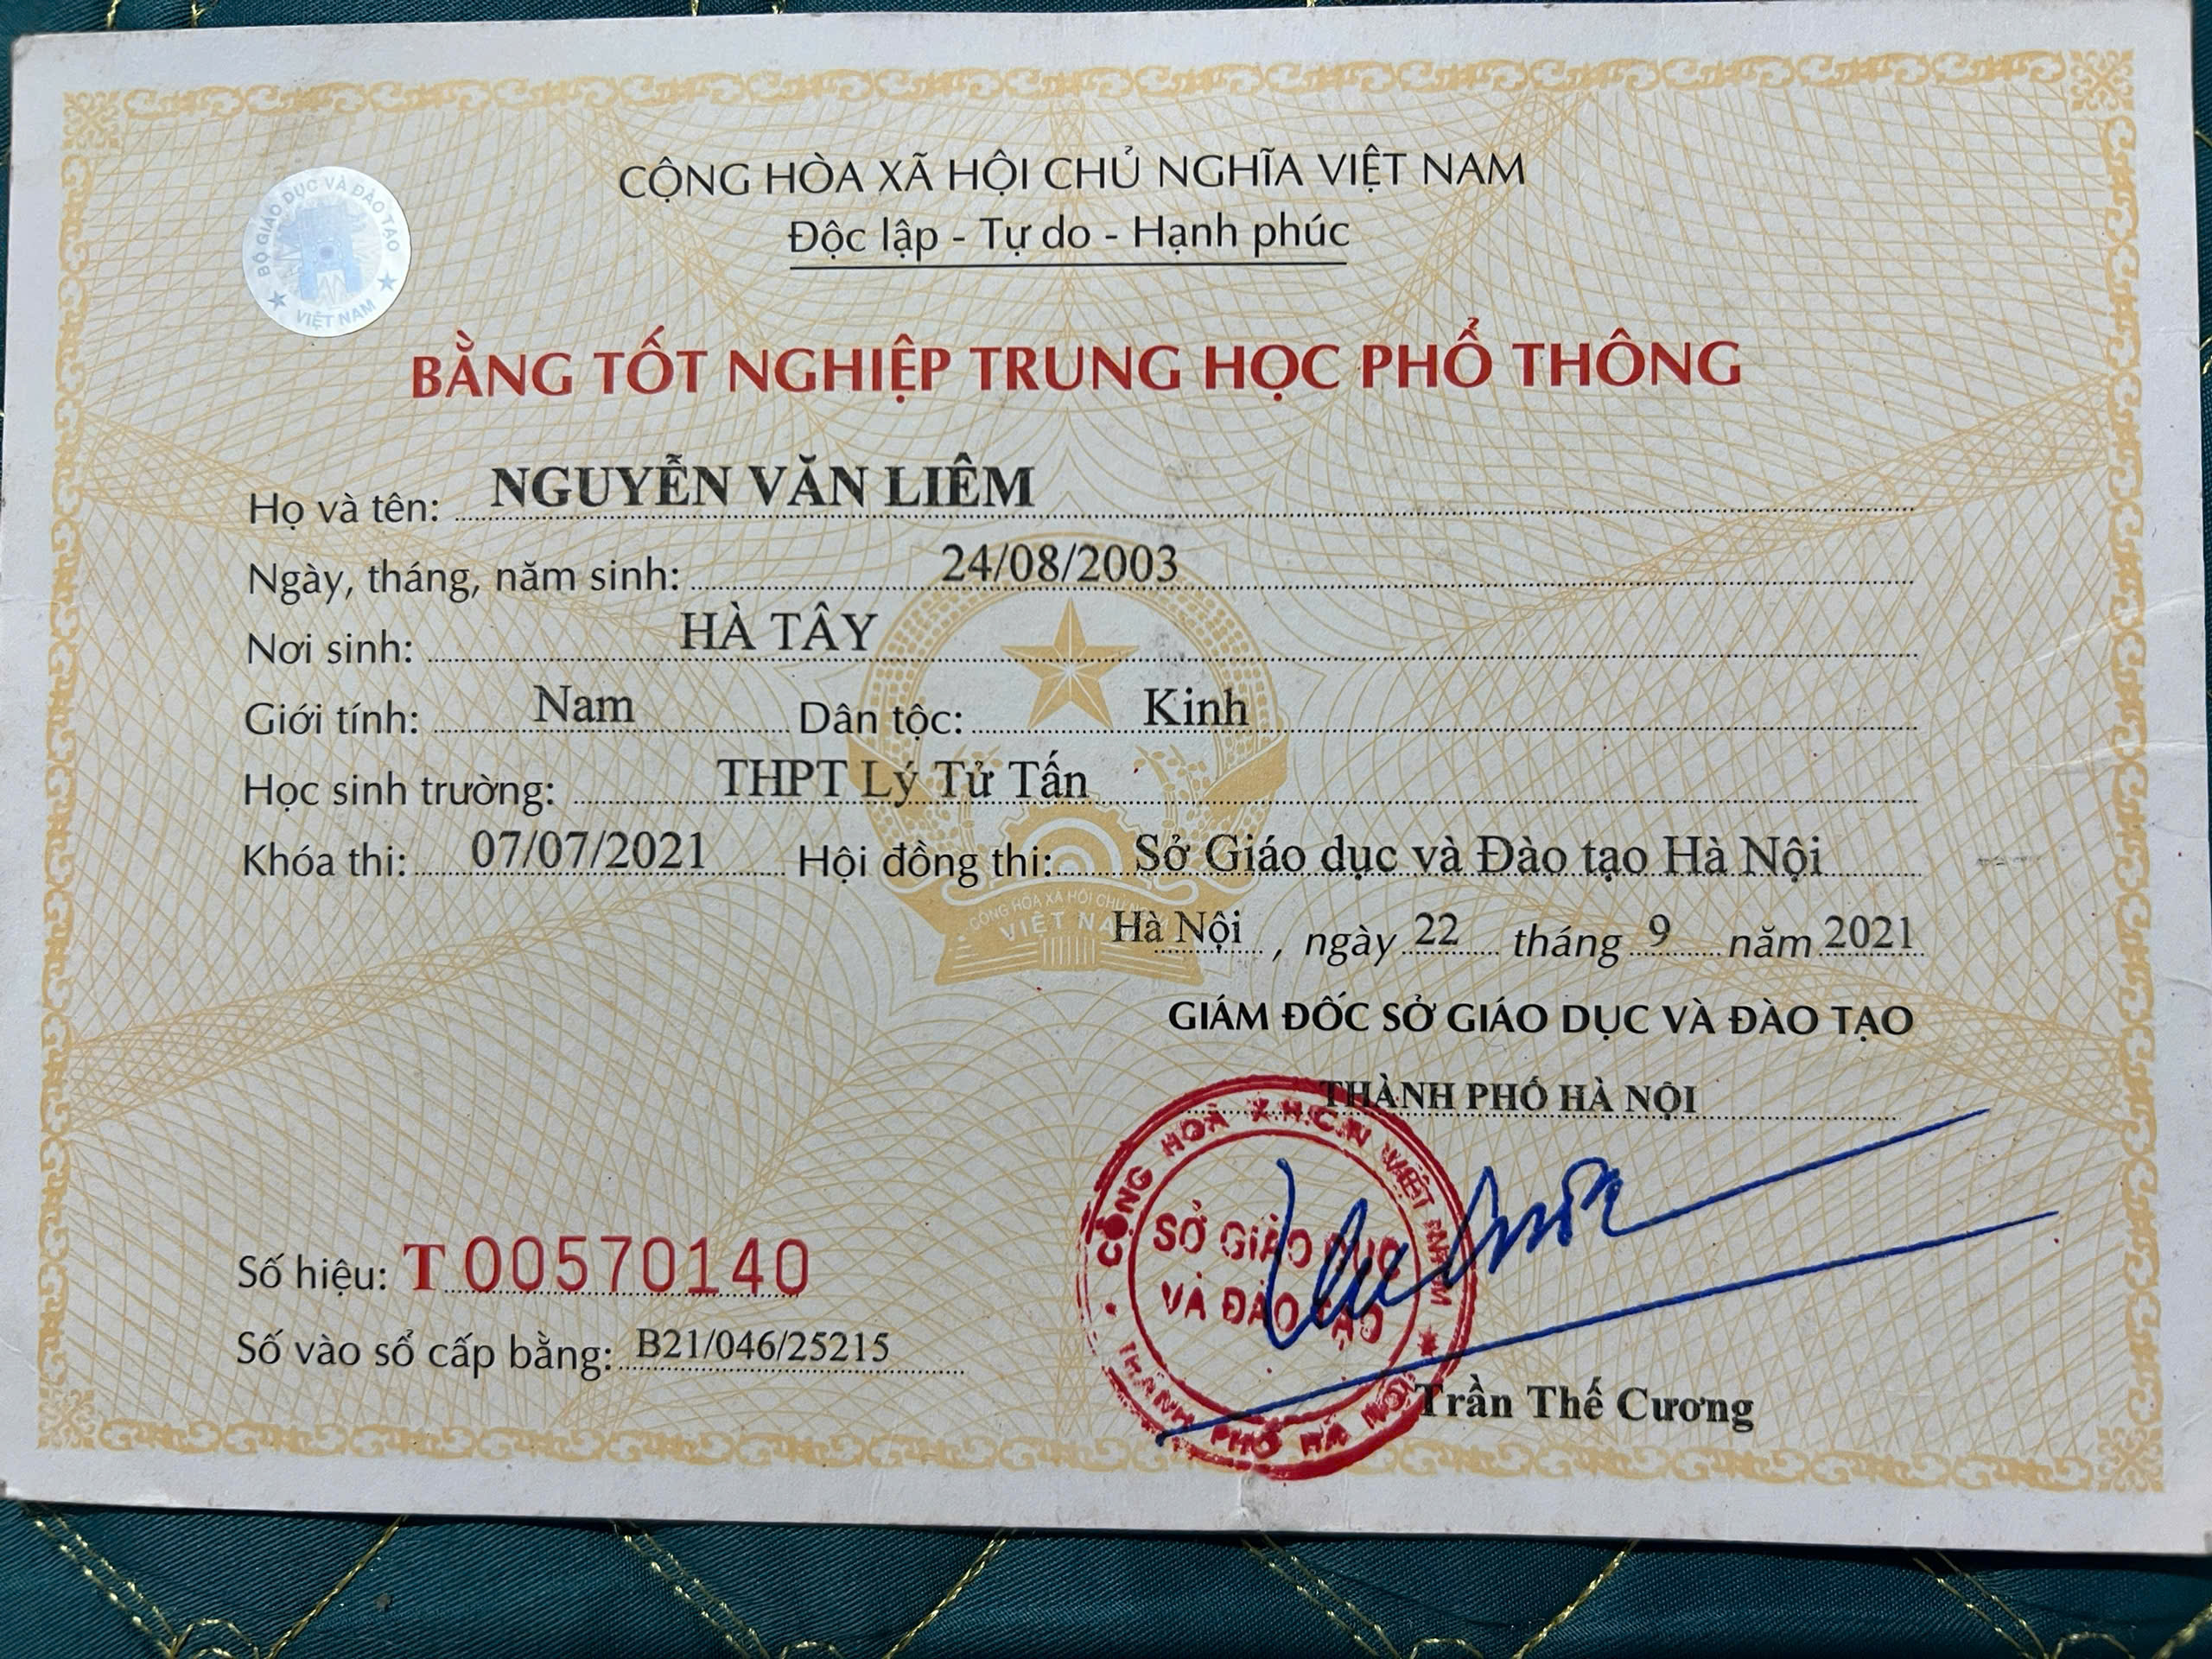 BỘ GIÁO DỤC VÀ ĐÀO TẠO
VIỆT NAM
CỘNG HÒA XÃ HỘI CHỦ NGHĨA VIỆT NAM
Độc lập - Tự do - Hạnh phúc
BẰNG TỐT NGHIỆP TRUNG HỌC PHỔ THÔNG
Họ và tên: NGUYỄN VĂN LIÊM
Ngày, tháng, năm sinh: 24/08/2003
Nơi sinh: HÀ TÂY
Giới tính: Nam Dân tộc: Kinh
Học sinh trường: THPT Lý Tử Tấn
Khóa thi: 07/07/2021 Hội đồng thi: Sở Giáo dục và Đào tạo Hà Nội
CỘNG HÒA XÃ HỘI CHỦ
VIỆT NAM
Hà Nội, ngày 22 tháng 9 năm 2021
GIÁM ĐỐC SỞ GIÁO DỤC VÀ ĐÀO TẠO
THÀNH PHỐ HÀ NỘI
CỘNG HOÀ X.H.C.N VIỆT NAM
SỞ GIÁO DỤC
VÀ ĐÀO TẠO
THÀNH PHỐ HÀ NỘI
Số hiệu: T 00570140
Số vào sổ cấp bằng: B21/046/25215
Trần Thế Cương